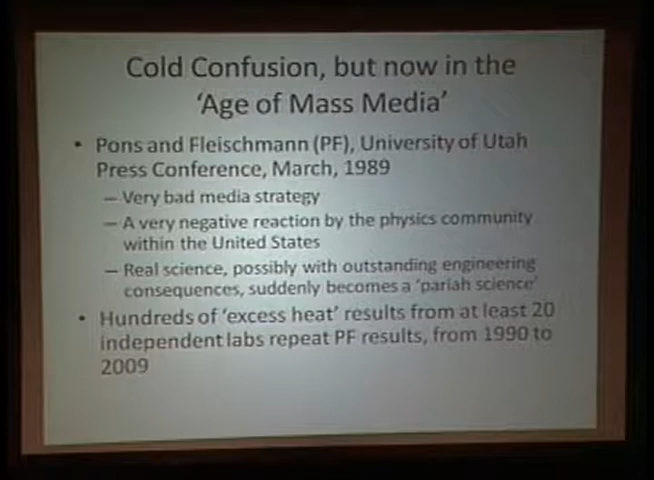 Cold Confusion, but now in the
'Age of Mass Media'
• Pons and Fleischmann (PF), University of Utah
Press Conference, March, 1989
– Very bad media strategy
– A very negative reaction by the physics community
within the United States
– Real science, possibly with outstanding engineering
consequences, suddenly becomes a 'pariah science'
• Hundreds of 'excess heat' results from at least 20
independent labs repeat PF results, from 1990 to
2009